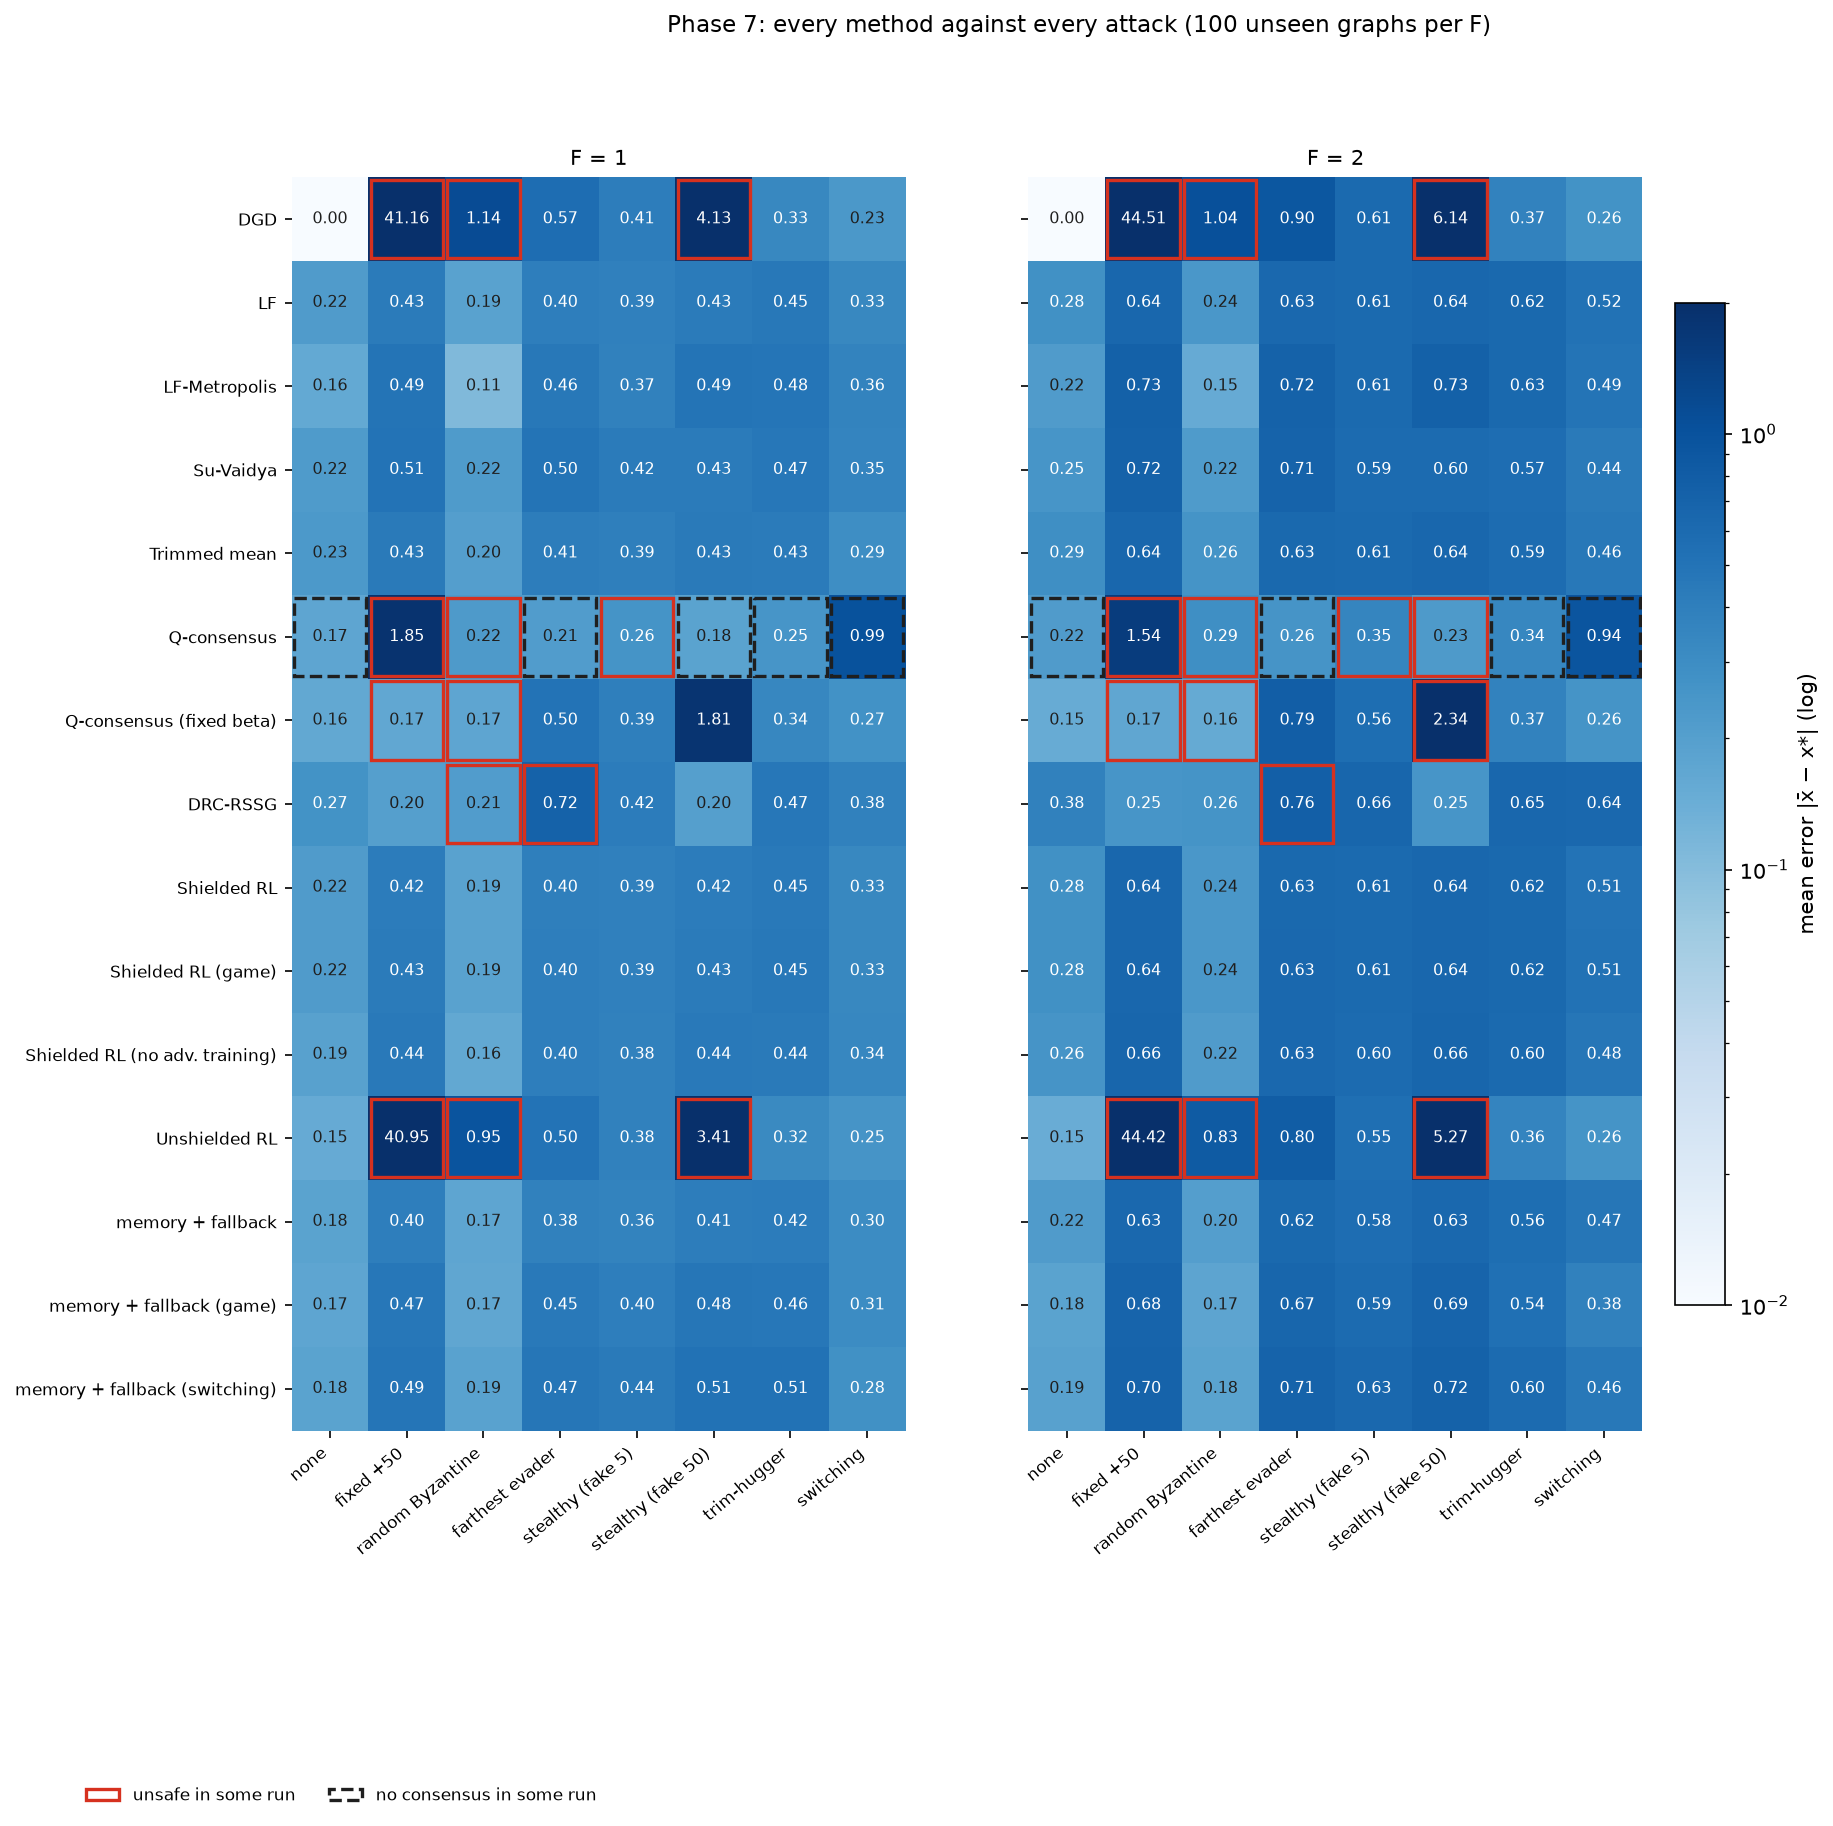 Phase 7: every method against every attack (100 unseen graphs per F)
F = 1
F = 2
DGD 0.00 41.16 1.14 0.57 0.41 4.13 0.33 0.23 0.00 44.51 1.04 0.90 0.61 6.14 0.37 0.26
LF 0.22 0.43 0.19 0.40 0.39 0.43 0.45 0.33 0.28 0.64 0.24 0.63 0.61 0.64 0.62 0.52
LF-Metropolis 0.16 0.49 0.11 0.46 0.37 0.49 0.48 0.36 0.22 0.73 0.15 0.72 0.61 0.73 0.63 0.49
Su-Vaidya 0.22 0.51 0.22 0.50 0.42 0.43 0.47 0.35 0.25 0.72 0.22 0.71 0.59 0.60 0.57 0.44
Trimmed mean 0.23 0.43 0.20 0.41 0.39 0.43 0.43 0.29 0.29 0.64 0.26 0.63 0.61 0.64 0.59 0.46
Q-consensus 0.17 1.85 0.22 0.21 0.26 0.18 0.25 0.99 0.22 1.54 0.29 0.26 0.35 0.23 0.34 0.94
Q-consensus (fixed beta) 0.16 0.17 0.17 0.50 0.39 1.81 0.34 0.27 0.15 0.17 0.16 0.79 0.56 2.34 0.37 0.26
DRC-RSSG 0.27 0.20 0.21 0.72 0.42 0.20 0.47 0.38 0.38 0.25 0.26 0.76 0.66 0.25 0.65 0.64
Shielded RL 0.22 0.42 0.19 0.40 0.39 0.42 0.45 0.33 0.28 0.64 0.24 0.63 0.61 0.64 0.62 0.51
Shielded RL (game) 0.22 0.43 0.19 0.40 0.39 0.43 0.45 0.33 0.28 0.64 0.24 0.63 0.61 0.64 0.62 0.51
Shielded RL (no adv. training) 0.19 0.44 0.16 0.40 0.38 0.44 0.44 0.34 0.26 0.66 0.22 0.63 0.60 0.66 0.60 0.48
Unshielded RL 0.15 40.95 0.95 0.50 0.38 3.41 0.32 0.25 0.15 44.42 0.83 0.80 0.55 5.27 0.36 0.26
memory + fallback 0.18 0.40 0.17 0.38 0.36 0.41 0.42 0.30 0.22 0.63 0.20 0.62 0.58 0.63 0.56 0.47
memory + fallback (game) 0.17 0.47 0.17 0.45 0.40 0.48 0.46 0.31 0.18 0.68 0.17 0.67 0.59 0.69 0.54 0.38
memory + fallback (switching) 0.18 0.49 0.19 0.47 0.44 0.51 0.51 0.28 0.19 0.70 0.18 0.71 0.63 0.72 0.60 0.46
none
fixed +50
random Byzantine
farthest evader
stealthy (fake 5)
stealthy (fake 50)
trim-hugger
switching
none
fixed +50
random Byzantine
farthest evader
stealthy (fake 5)
stealthy (fake 50)
trim-hugger
switching
10⁰
10⁻¹
10⁻²
mean error |x̄ − x*| (log)
unsafe in some run
no consensus in some run